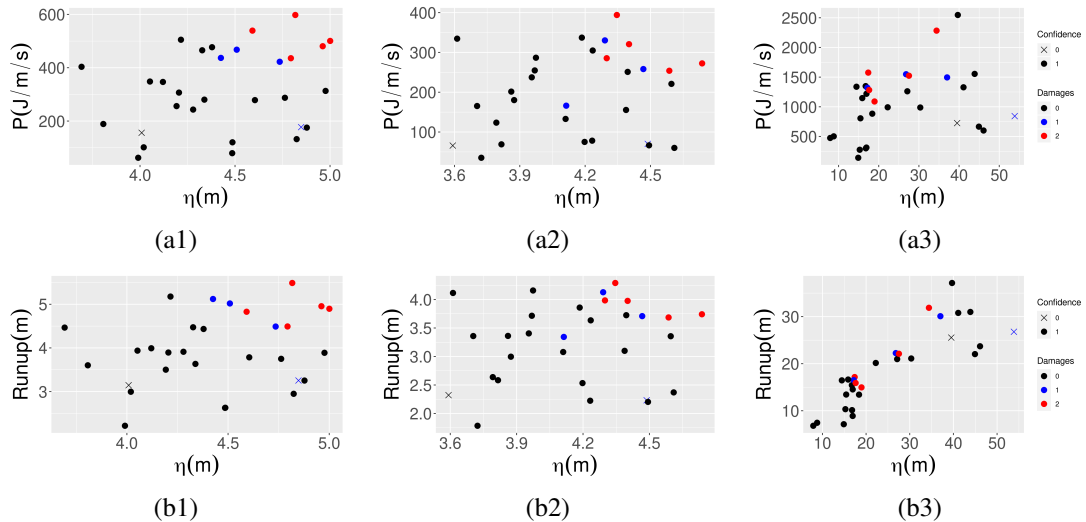 P(J/m/s)
600
400
200
4.0
4.5
5.0
η(m)
(a1)
P(J/m/s)
400
300
200
100
3.6
3.9
4.2
4.5
η(m)
(a2)
P(J/m/s)
2500
2000
1500
1000
500
10
20
30
40
50
η(m)
(a3)
Confidence
0
1
Damages
0
1
2
Runup(m)
5
4
3
4.0
4.5
5.0
η(m)
(b1)
Runup(m)
4.0
3.5
3.0
2.5
2.0
3.6
3.9
4.2
4.5
η(m)
(b2)
Runup(m)
30
20
10
10
20
30
40
50
η(m)
(b3)
Confidence
0
1
Damages
0
1
2